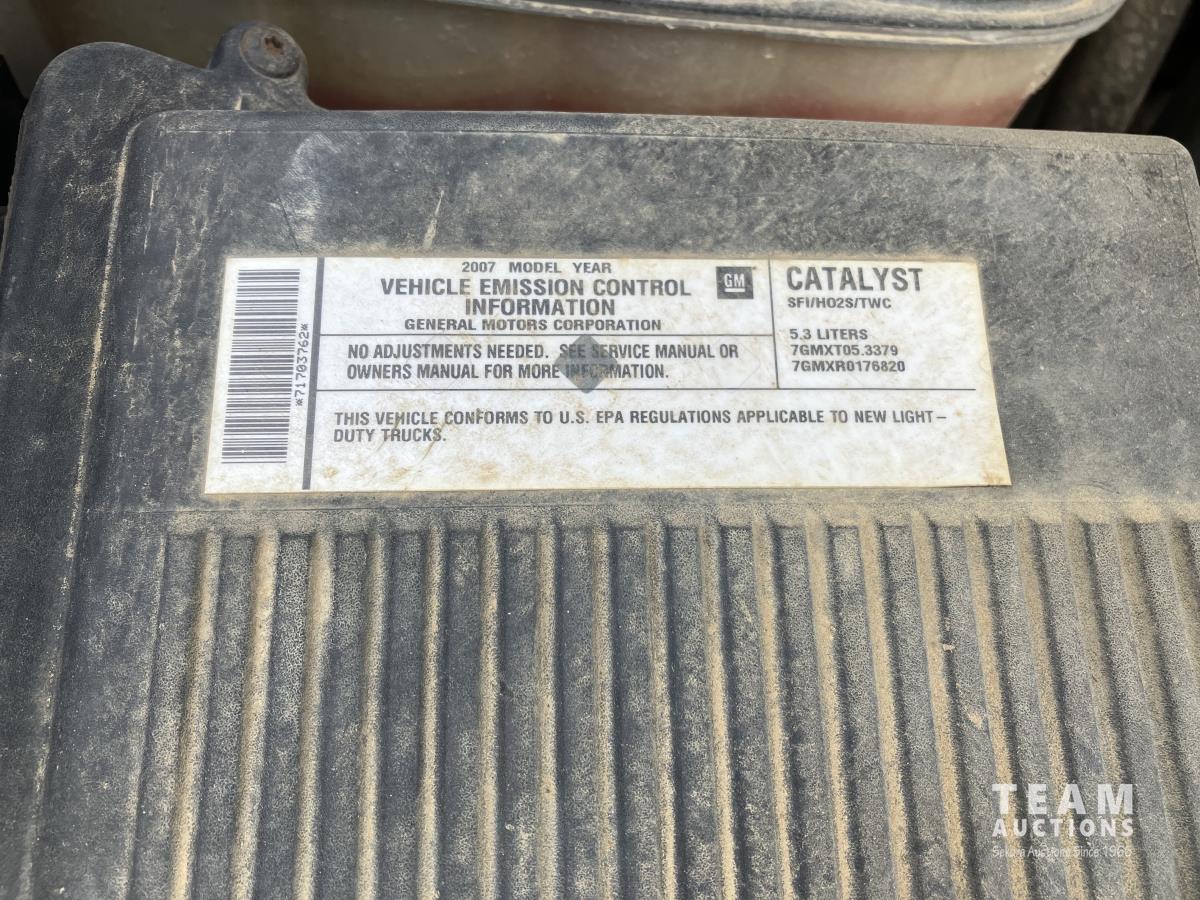 *71703762*
2007 MODEL YEAR
VEHICLE EMISSION CONTROL
INFORMATION
GENERAL MOTORS CORPORATION
GM
NO ADJUSTMENTS NEEDED. SEE SERVICE MANUAL OR
OWNERS MANUAL FOR MORE INFORMATION.
CATALYST
SFI/HO2S/TWC
5.3 LITERS
7GMXT05.3379
7GMXR0176820
THIS VEHICLE CONFORMS TO U.S. EPA REGULATIONS APPLICABLE TO NEW LIGHT-
DUTY TRUCKS.
TEAM
AUCTIONS
Auctions Since